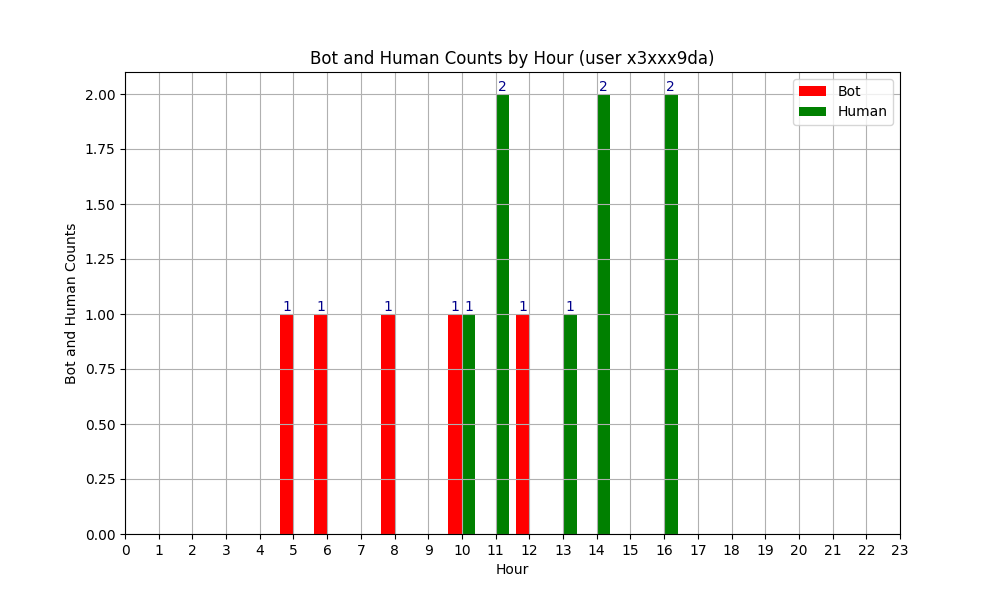 Bot and Human Counts by Hour (user x3xxx9da)
Bot
Human
Bot and Human Counts
2.00
1.75
1.50
1.25
1.00
0.75
0.50
0.25
0.00
2 2 2
1 1 1 1 1 1 1
0 1 2 3 4 5 6 7 8 9 10 11 12 13 14 15 16 17 18 19 20 21 22 23
Hour